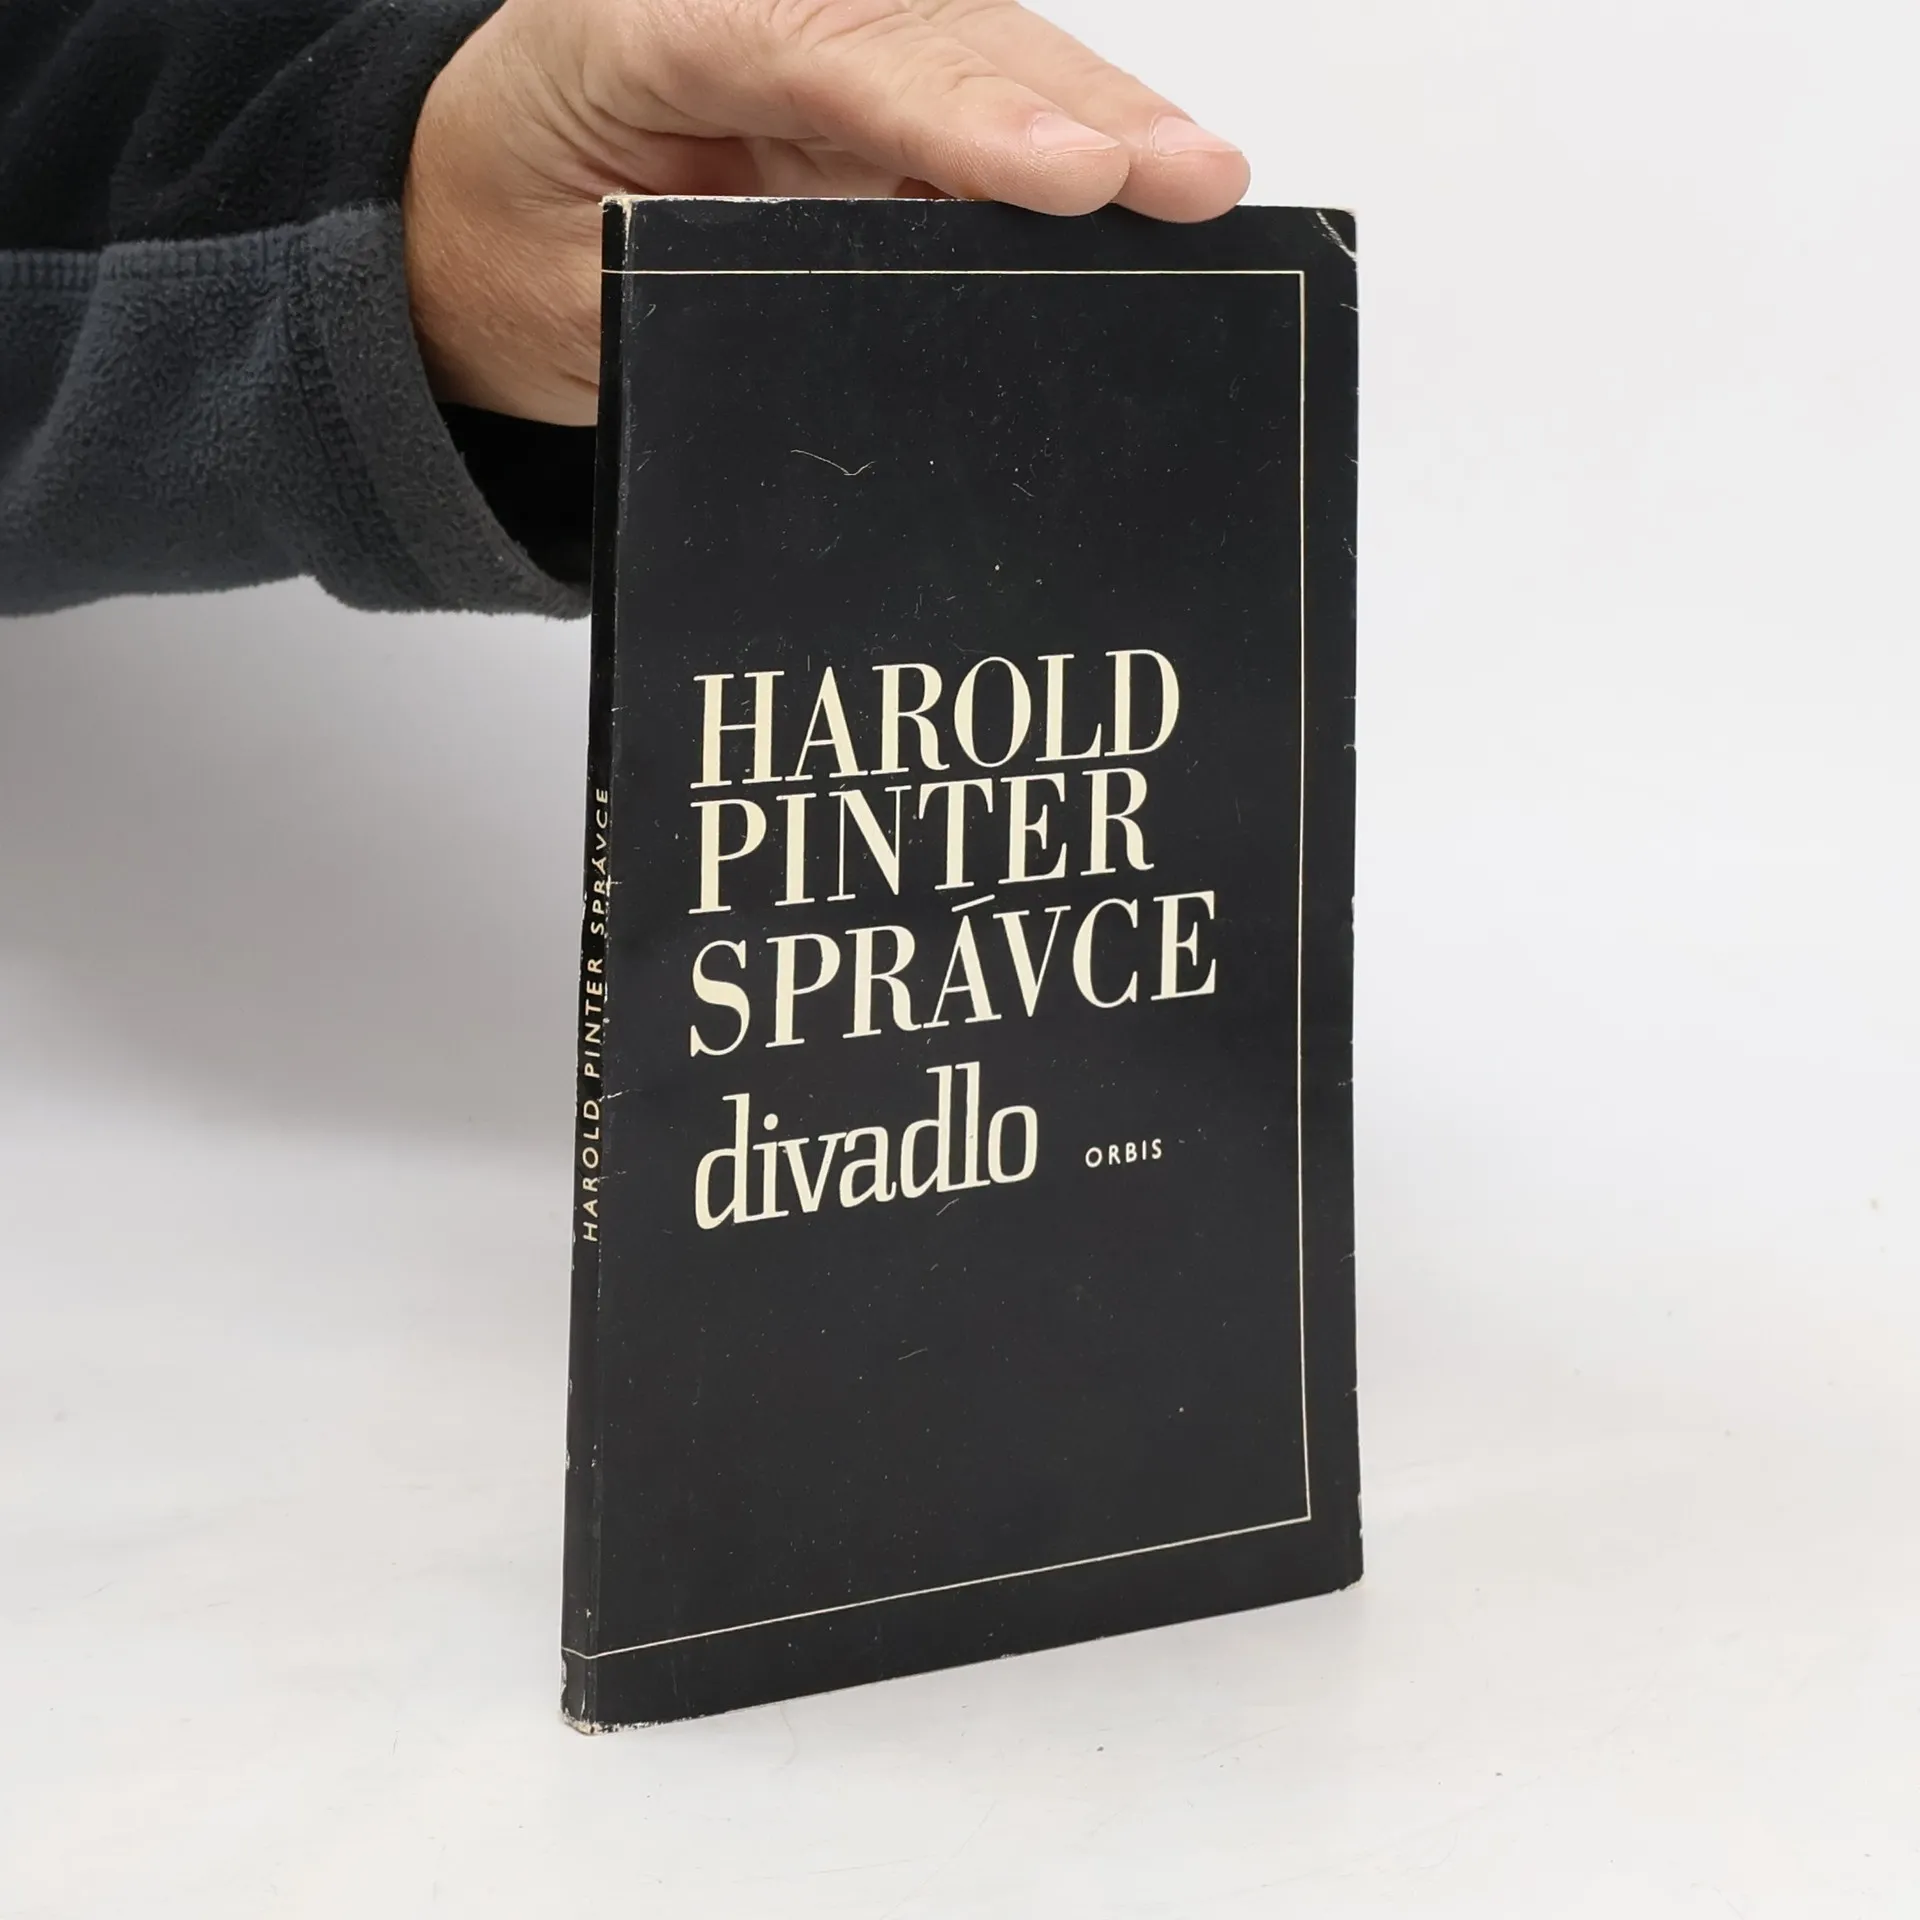 HAROLD
PINTER
SPRÁVCE
divadlo ORBIS
HAROLD PINTER SPRÁVCE